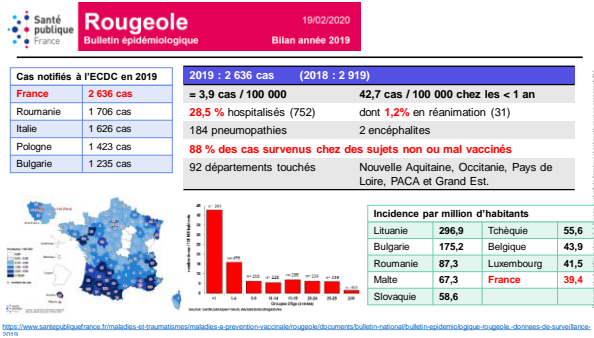 Santé
publique
France
Rougeole
19/02/2020
Bulletin épidémiologique
Bilan année 2019
Cas notifiés à l'ECDC en 2019
France 2 636 cas
Roumanie 1 706 cas
Italie 1 626 cas
Pologne 1 423 cas
Bulgarie 1 235 cas
2019 : 2 636 cas (2018 : 2 919)
= 3,9 cas / 100 000 42,7 cas / 100 000 chez les < 1 an
28,5 % hospitalisés (752) dont 1,2% en réanimation (31)
184 pneumopathies 2 encéphalites
88 % des cas survenus chez des sujets non ou mal vaccinés
92 départements touchés Nouvelle Aquitaine, Occitanie, Pays de
Loire, PACA et Grand Est.
Incidence par million d'habitants
Lituanie 296,9 Tchèquie 55,6
Bulgarie 175,2 Belgique 43,9
Roumanie 87,3 Luxembourg 41,5
Malte 67,3 France 39,4
Slovaquie 58,6
https://www.santepubliquefrance.fr/maladies-et-traumatismes/maladies-a-prevention-vaccinale/rougeole/documents/bulletin-national/bulletin-epidemiologique-rougeole.-donnees-de-surveillance-
2019